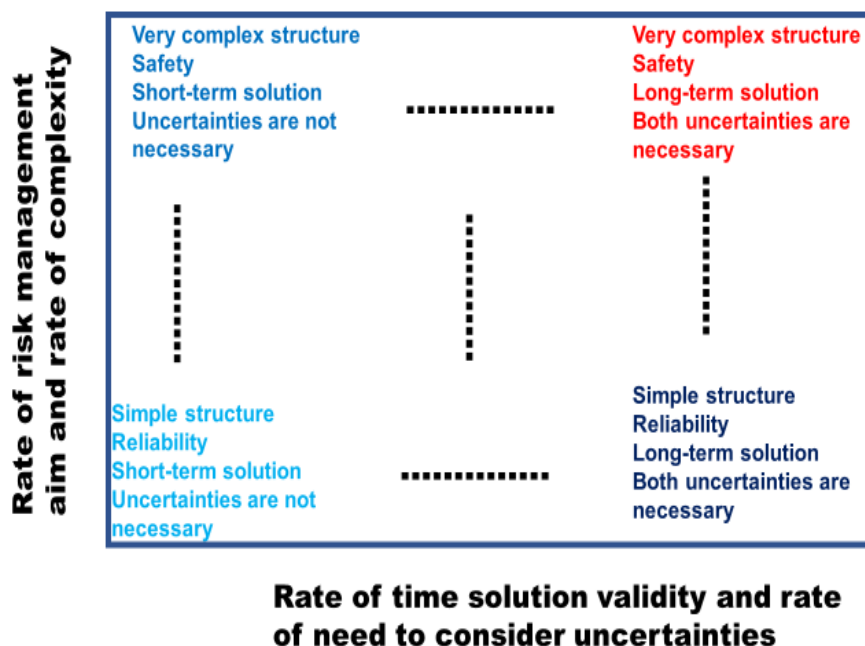 Rate of risk management
aim and rate of complexity
Very complex structure
Safety
Short-term solution
Uncertainties are not
necessary
Very complex structure
Safety
Long-term solution
Both uncertainties are
necessary
Simple structure
Reliability
Short-term solution
Uncertainties are not
necessary
Simple structure
Reliability
Long-term solution
Both uncertainties are
necessary
Rate of time solution validity and rate
of need to consider uncertainties